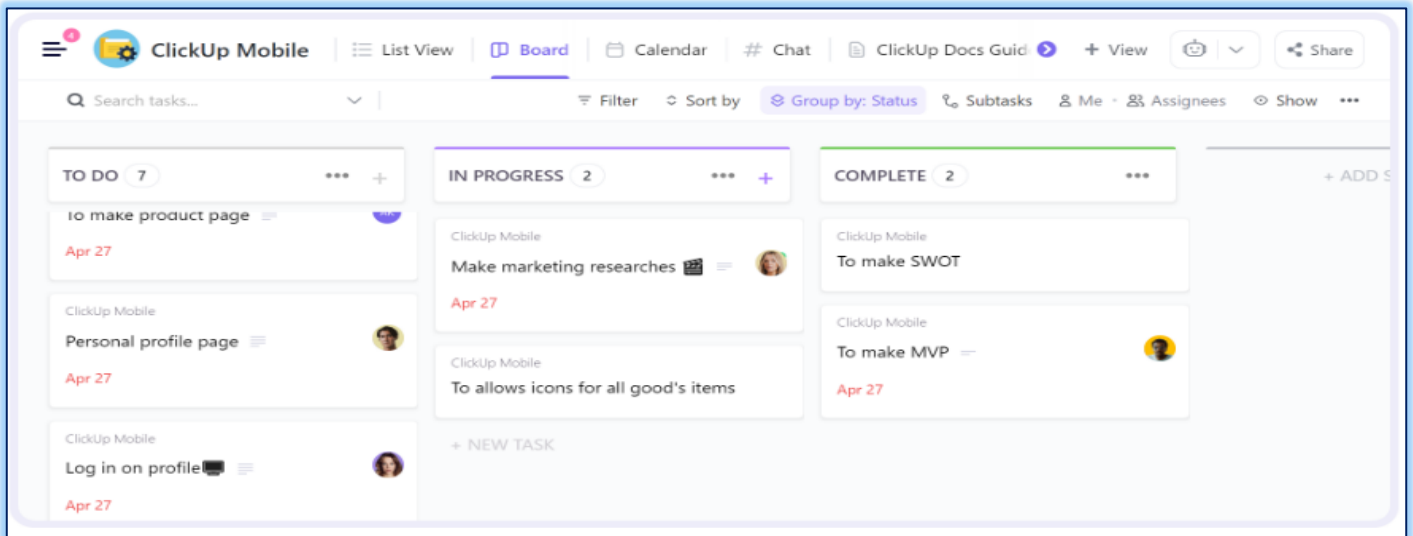 4
ClickUp Mobile
List View
Board
Calendar
# Chat
ClickUp Docs Guid
+ View
Share
Search tasks...
Filter
Sort by
Group by: Status
Subtasks
Me
Assignees
Show
•••
TO DO 7
IN PROGRESS 2
COMPLETE 2
+ ADD S
To make product page
Apr 27
ClickUp Mobile
Personal profile page
Apr 27
ClickUp Mobile
Log in on profile
Apr 27
ClickUp Mobile
Make marketing researches
Apr 27
ClickUp Mobile
To allows icons for all good's items
+ NEW TASK
ClickUp Mobile
To make SWOT
ClickUp Mobile
To make MVP
Apr 27